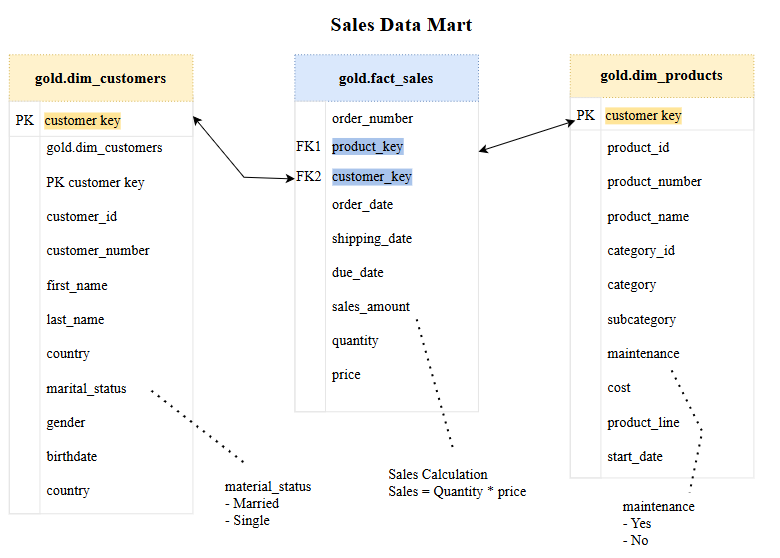 Sales Data Mart
gold.dim_customers
PK customer key
gold.dim_customers
PK customer key
customer_id
customer_number
first_name
last_name
country
marital_status
gender
birthdate
country
material_status
- Married
- Single
gold.fact_sales
order_number
FK1 product_key
FK2 customer_key
order_date
shipping_date
due_date
sales_amount
quantity
price
Sales Calculation
Sales = Quantity * price
gold.dim_products
PK customer key
product_id
product_number
product_name
category_id
category
subcategory
maintenance
cost
product_line
start_date
maintenance
- Yes
- No